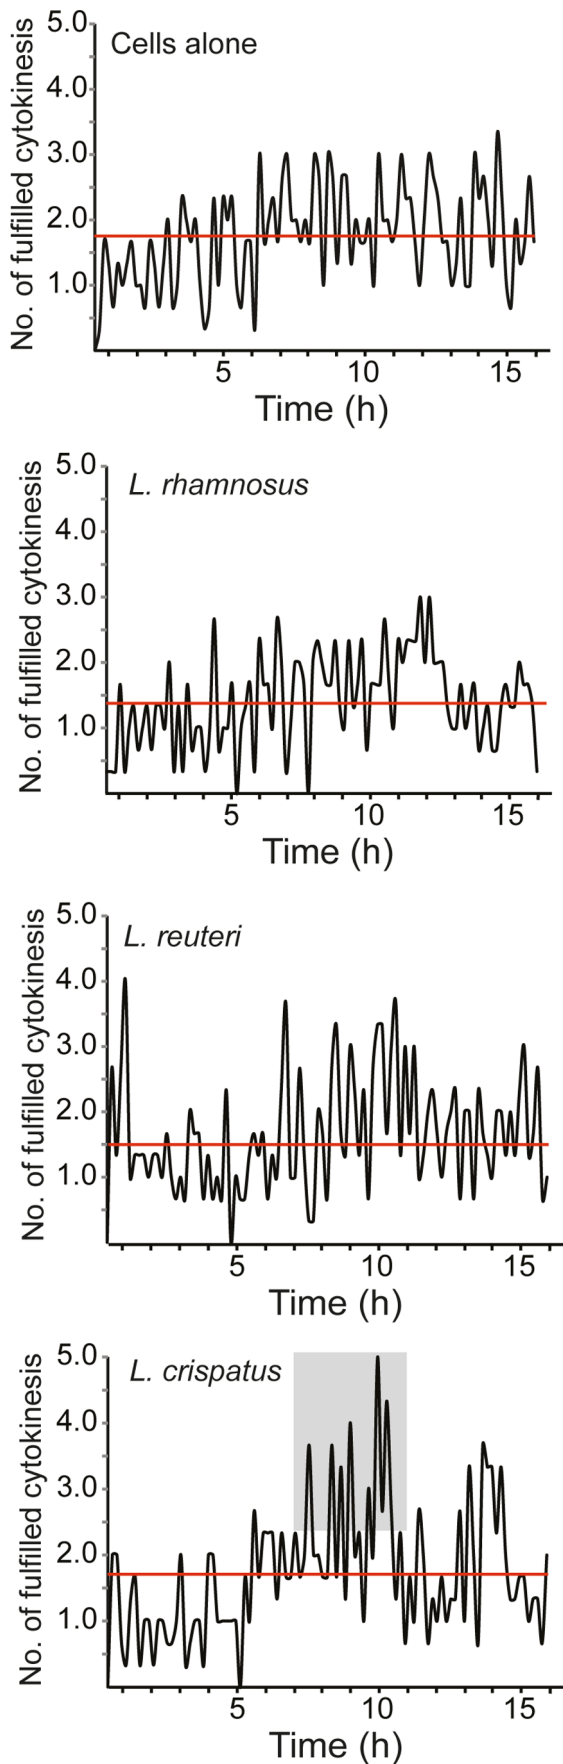 No. of fulfilled cytokinesis
Cells alone
5.0
4.0
3.0
2.0
1.0
5 10 15
Time (h)
No. of fulfilled cytokinesis
L. rhamnosus
5.0
4.0
3.0
2.0
1.0
5 10 15
Time (h)
No. of fulfilled cytokinesis
L. reuteri
5.0
4.0
3.0
2.0
1.0
5 10 15
Time (h)
No. of fulfilled cytokinesis
L. crispatus
5.0
4.0
3.0
2.0
1.0
5 10 15
Time (h)